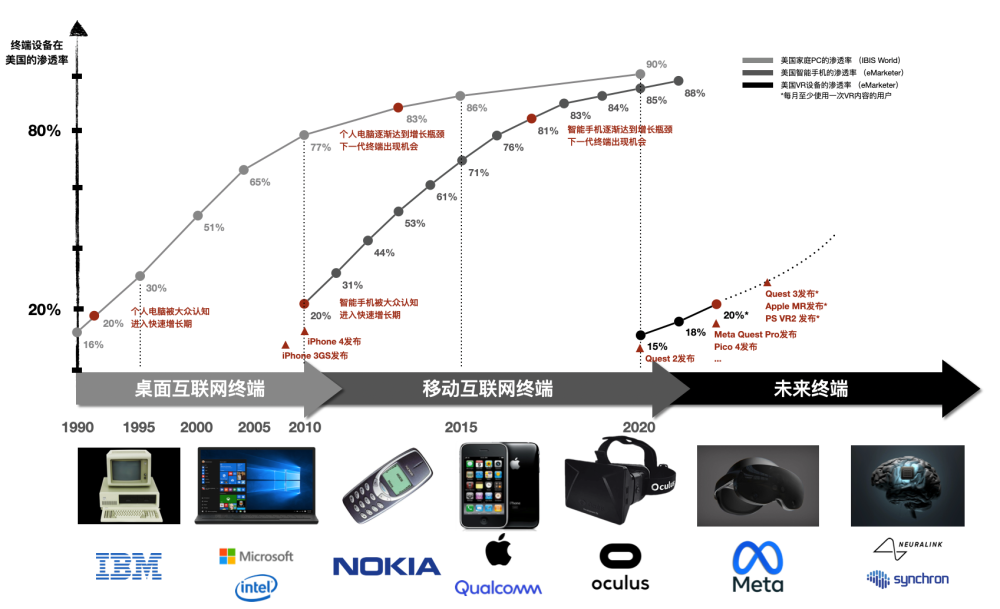 终端设备在
美国的渗透率
美国家庭PC的渗透率 （IBIS World）
美国智能手机的渗透率 （eMarketer）
美国VR设备的渗透率 （eMarketer）
*每月至少使用一次VR内容的用户
80%
20%
16%
20%
30%
51%
65%
77%
83%
86%
90%
个人电脑被大众认知
进入快速增长期
个人电脑逐渐达到增长瓶颈
下一代终端出现机会
20%
31%
44%
53%
61%
71%
76%
81%
83%
84%
85%
88%
智能手机被大众认知
进入快速增长期
智能手机逐渐达到增长瓶颈
下一代终端出现机会
iPhone 4发布
iPhone 3GS发布
15%
18%
20%*
Quest 2发布
Meta Quest Pro发布
Pico 4发布
...
Quest 3发布*
Apple MR发布*
PS VR2 发布*
桌面互联网终端
移动互联网终端
未来终端
1990
1995
2000
2005
2010
2015
2020
Oculus
IBM
Microsoft
intel
NOKIA
Qualcomm
oculus
Meta
NEURALINK
synchron